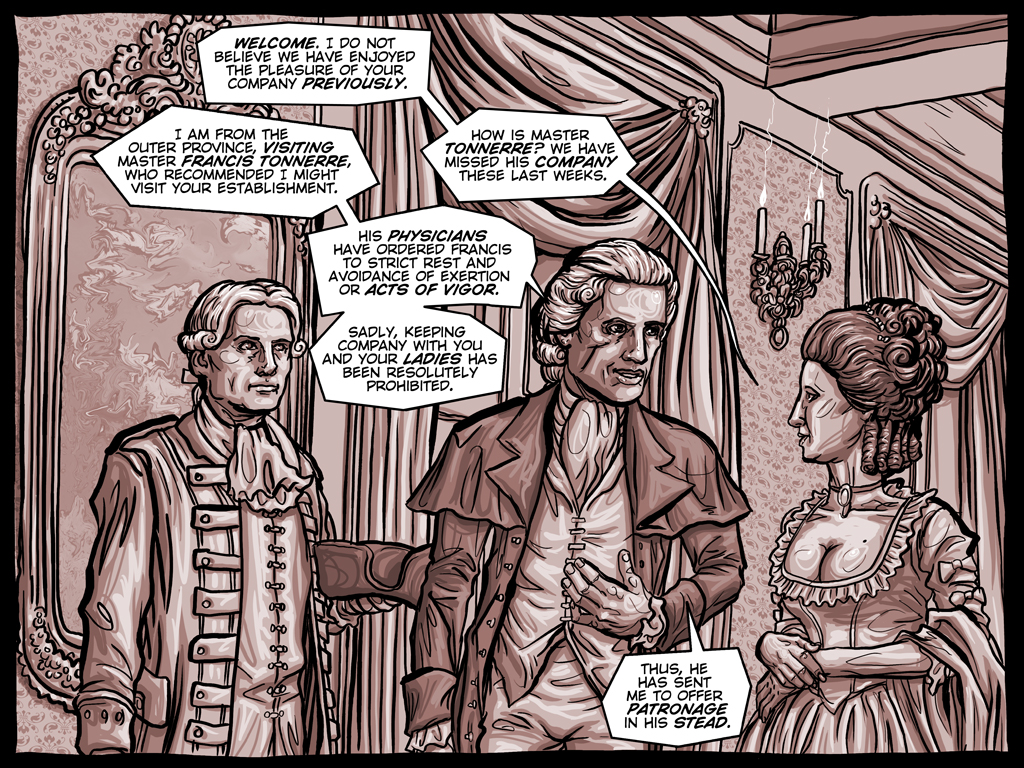 WELCOME. I DO NOT
BELIEVE WE HAVE ENJOYED
THE PLEASURE OF YOUR
COMPANY PREVIOUSLY.
I AM FROM THE
OUTER PROVINCE, VISITING
MASTER FRANCIS TONNERRE,
WHO RECOMMENDED I MIGHT
VISIT YOUR ESTABLISHMENT.
HOW IS MASTER
TONNERRE? WE HAVE
MISSED HIS COMPANY
THESE LAST WEEKS.
HIS PHYSICIANS
HAVE ORDERED FRANCIS
TO STRICT REST AND
AVOIDANCE OF EXERTION
OR ACTS OF VIGOR.
SADLY, KEEPING
COMPANY WITH YOU
AND YOUR LADIES HAS
BEEN RESOLUTELY
PROHIBITED.
THUS, HE
HAS SENT
ME TO OFFER
PATRONAGE
IN HIS STEAD.